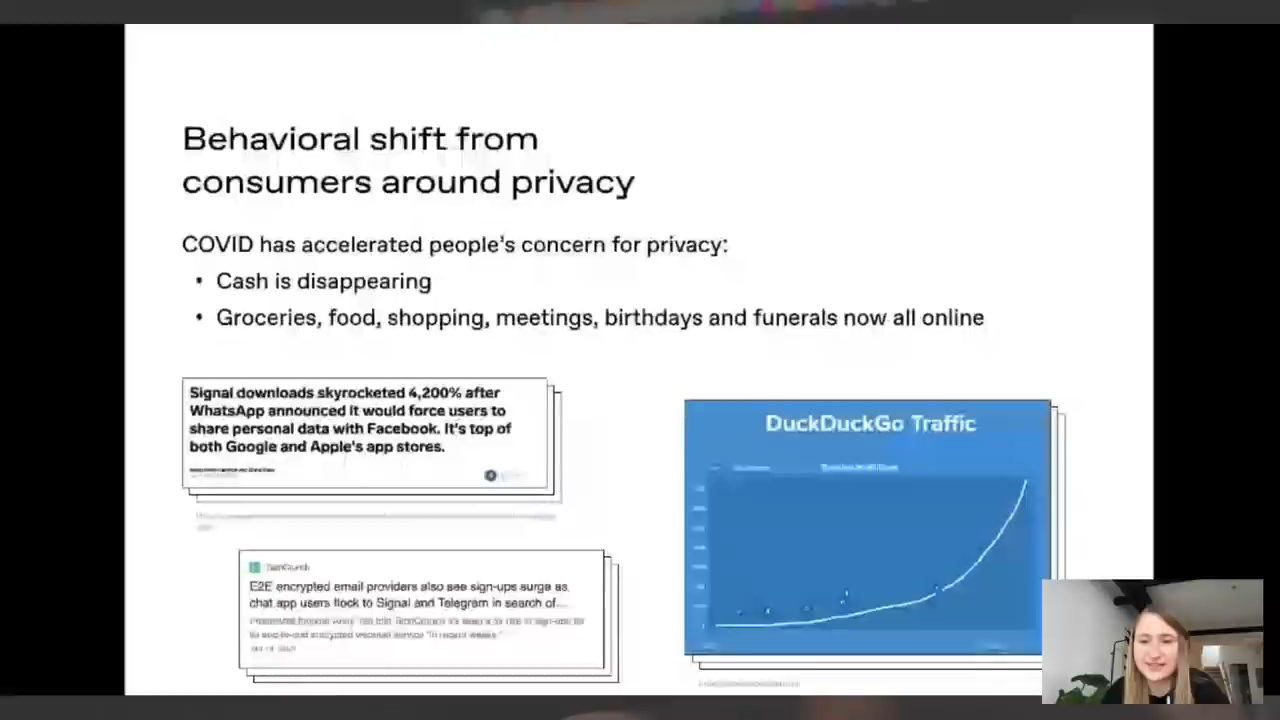 Behavioral shift from
consumers around privacy
COVID has accelerated people's concern for privacy:
• Cash is disappearing
• Groceries, food, shopping, meetings, birthdays and funerals now all online
Signal downloads skyrocketed 4,200% after
WhatsApp announced it would force users to
share personal data with Facebook. It's top of
both Google and Apple's app stores.
DuckDuckGo Traffic
TechCrunch
E2E encrypted email providers also see sign-ups surge as
chat app users flock to Signal and Telegram in search of...